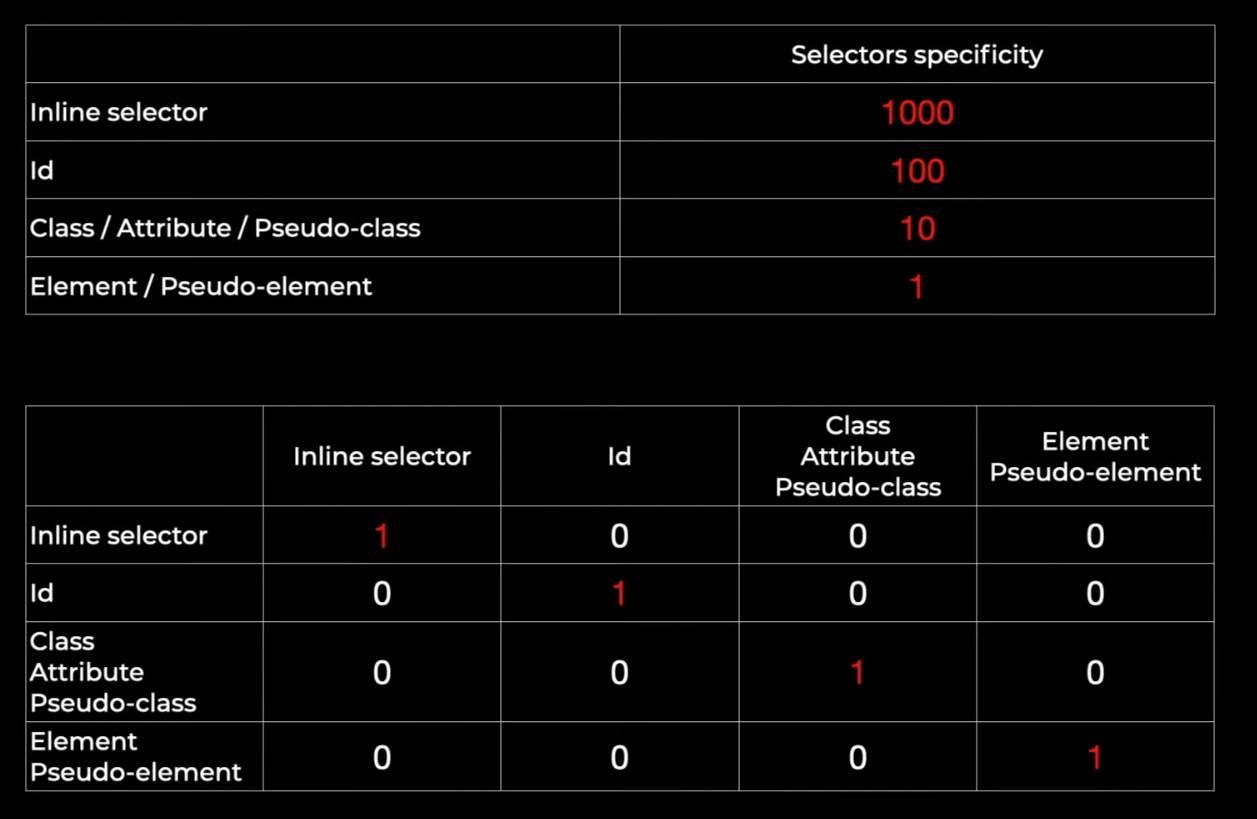 Selectors specificity
Inline selector 1000
Id 100
Class / Attribute / Pseudo-class 10
Element / Pseudo-element 1
Inline selector Id Class Attribute Pseudo-class Element Pseudo-element
Inline selector 1 0 0 0
Id 0 1 0 0
Class
Attribute 0 0 1 0
Pseudo-class
Element
Pseudo-element 0 0 0 1